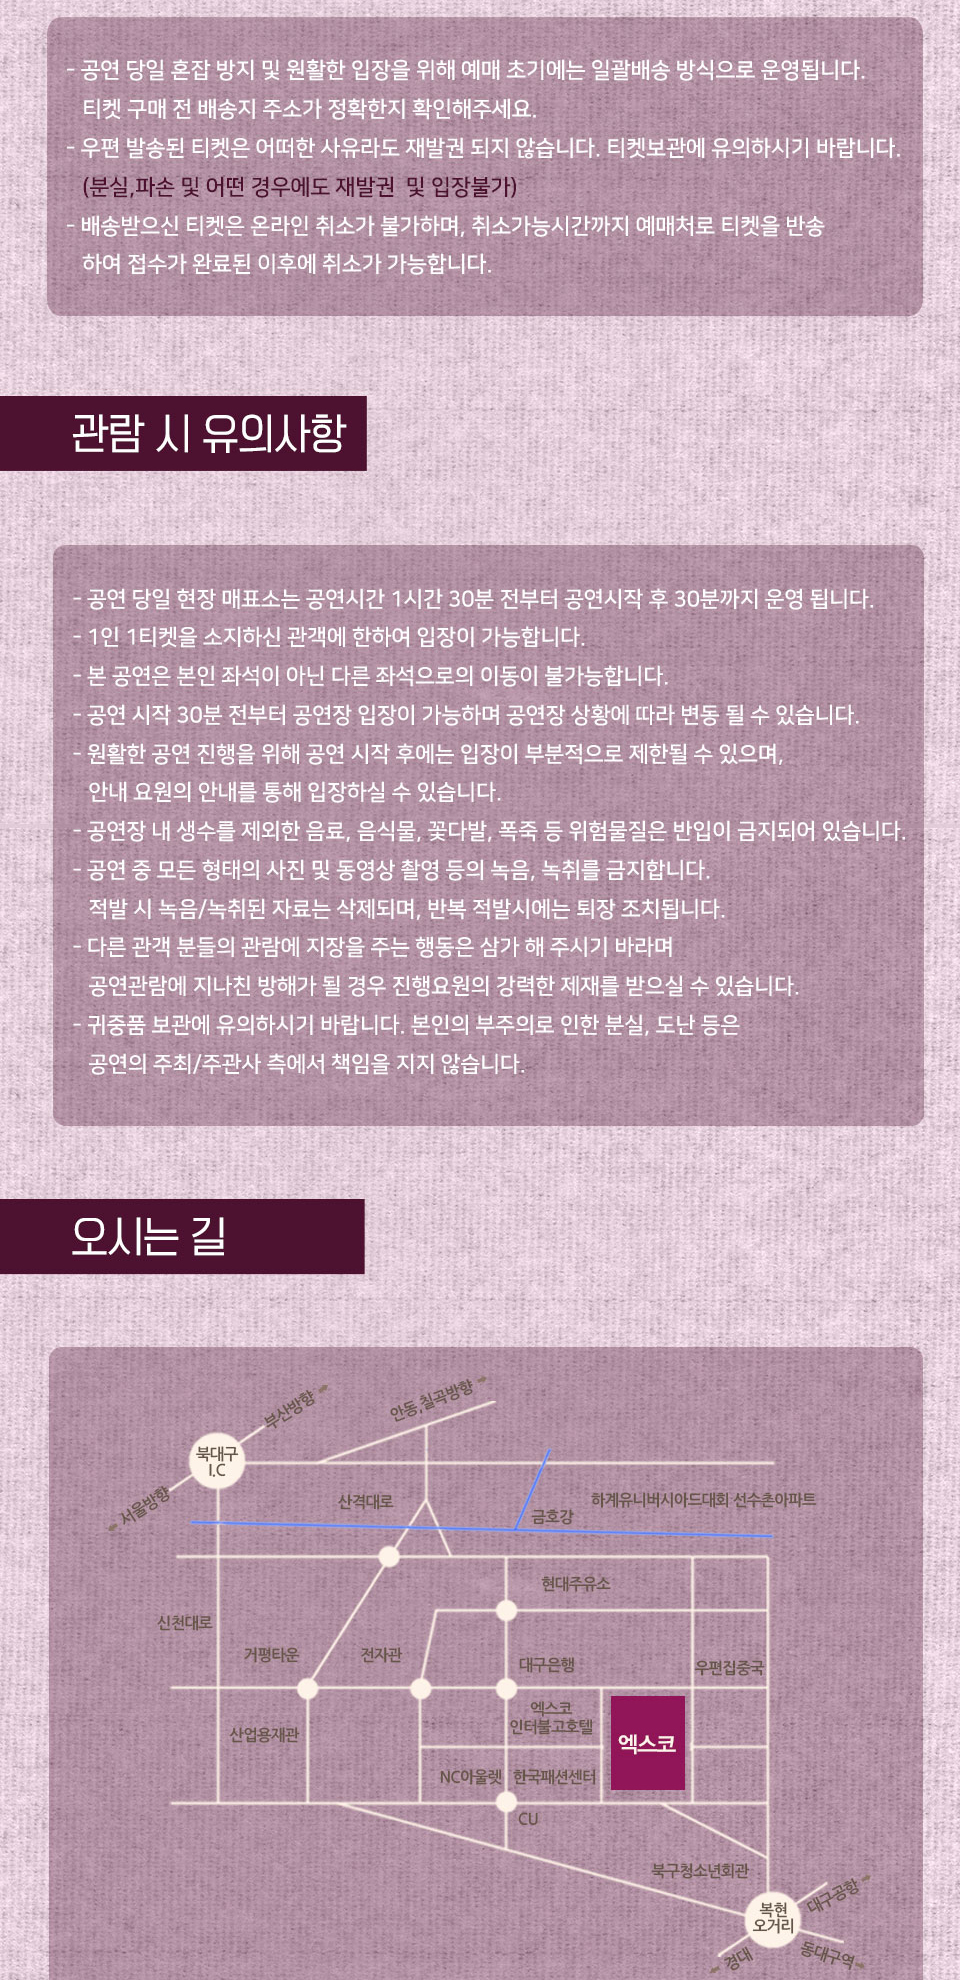 - 공연 당일 혼잡 방지 및 원활한 입장을 위해 예매 초기에는 일괄배송 방식으로 운영됩니다.
티켓 구매 전 배송지 주소가 정확한지 확인해주세요.
- 우편 발송된 티켓은 어떠한 사유라도 재발권 되지 않습니다. 티켓보관에 유의하시기 바랍니다.
(분실,파손 및 어떤 경우에도 재발권 및 입장불가)
- 배송받으신 티켓은 온라인 취소가 불가하며, 취소가능시간까지 예매처로 티켓을 반송
하여 접수가 완료된 이후에 취소가 가능합니다.
관람 시 유의사항
- 공연 당일 현장 매표소는 공연시간 1시간 30분 전부터 공연시작 후 30분까지 운영 됩니다.
- 1인 1티켓을 소지하신 관객에 한하여 입장이 가능합니다.
- 본 공연은 본인 좌석이 아닌 다른 좌석으로의 이동이 불가능합니다.
- 공연 시작 30분 전부터 공연장 입장이 가능하며 공연장 상황에 따라 변동 될 수 있습니다.
- 원활한 공연 진행을 위해 공연 시작 후에는 입장이 부분적으로 제한될 수 있으며,
안내 요원의 안내를 통해 입장하실 수 있습니다.
- 공연장 내 생수를 제외한 음료, 음식물, 꽃다발, 폭죽 등 위험물질은 반입이 금지되어 있습니다.
- 공연 중 모든 형태의 사진 및 동영상 촬영 등의 녹음, 녹취를 금지합니다.
적발 시 녹음/녹취된 자료는 삭제되며, 반복 적발시에는 퇴장 조치됩니다.
- 다른 관객 분들의 관람에 지장을 주는 행동은 삼가 해 주시기 바라며
공연관람에 지나친 방해가 될 경우 진행요원의 강력한 제재를 받으실 수 있습니다.
- 귀중품 보관에 유의하시기 바랍니다. 본인의 부주의로 인한 분실, 도난 등은
공연의 주최/주관사 측에서 책임을 지지 않습니다.
오시는 길
부산방향
안동,칠곡방향
북대구
I.C
서울방향
산격대로
금호강
하계유니버시아드대회 선수촌아파트
현대주유소
신천대로
거평타운
전자관
대구은행
우편집중국
엑스코
인터불고호텔
산업용재관
엑스코
NC아울렛
한국패션센터
CU
북구청소년회관
대구공항
복현
오거리
경대
동대구역